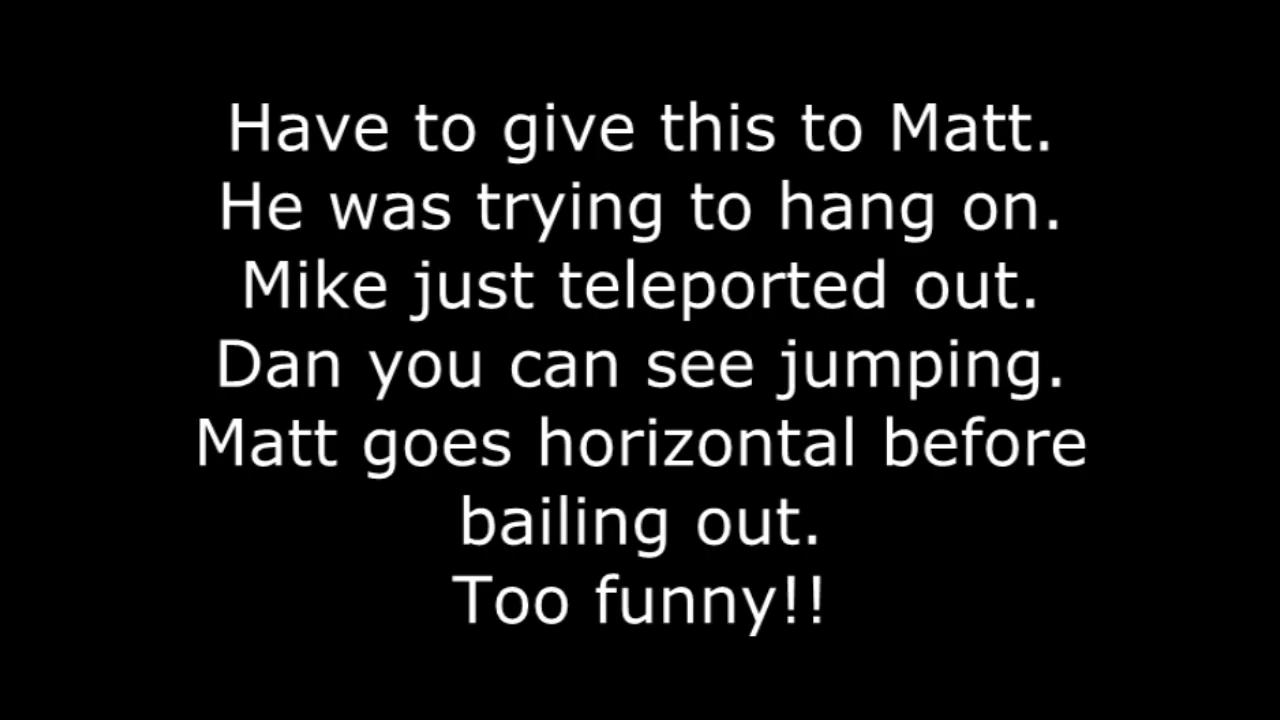 Have to give this to Matt.
He was trying to hang on.
Mike just teleported out.
Dan you can see jumping.
Matt goes horizontal before
bailing out.
Too funny!!